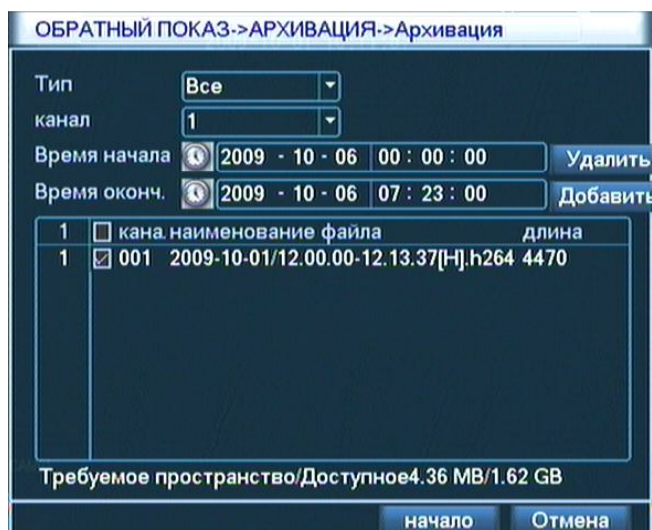 ОБРАТНЫЙ ПОКАЗ->АРХИВАЦИЯ->Архивация
Тип Все
канал 1
Время начала 2009 - 10 - 06 00 : 00 : 00 Удалить
Время оконч. 2009 - 10 - 06 07 : 23 : 00 Добавить
1 кана. наименование файла длина
1 001 2009-10-01/12.00.00-12.13.37[H].h264 4470
Требуемое пространство/Доступное4.36 MB/1.62 GB
начало Отмена